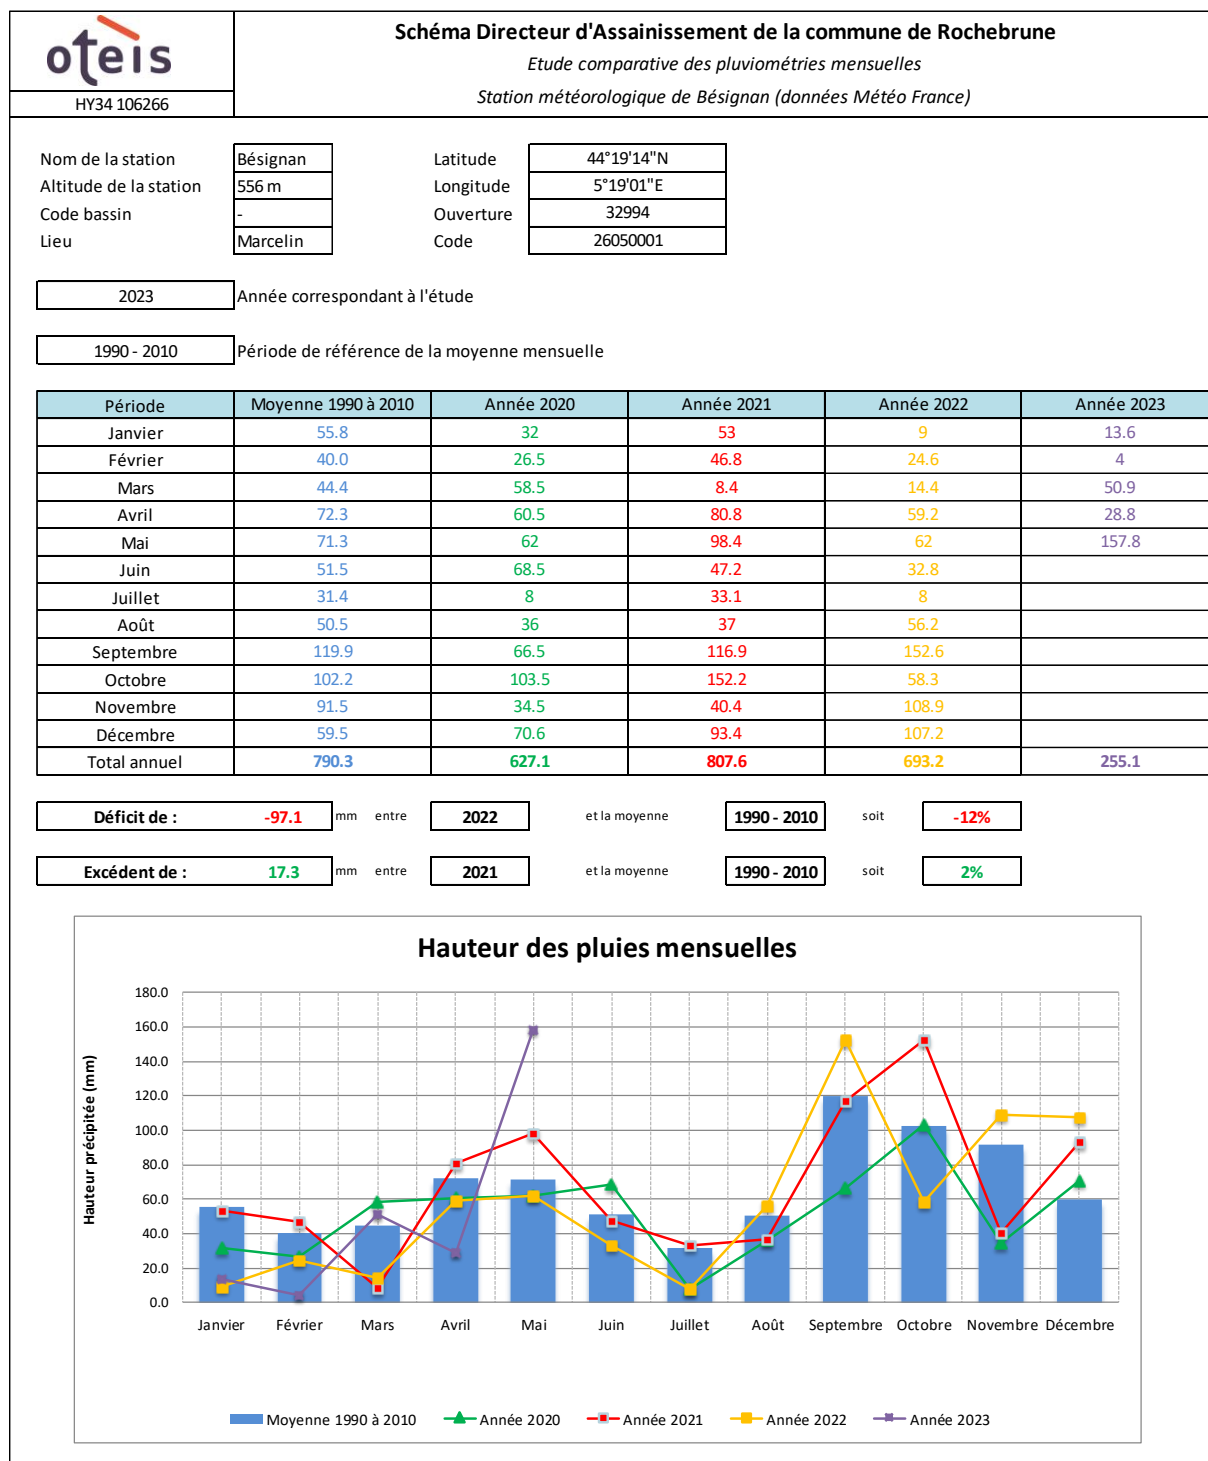 oteis
HY34 106266
Schéma Directeur d'Assainissement de la commune de Rochebrune
Etude comparative des pluviométries mensuelles
Station météorologique de Bésignan (données Météo France)
Nom de la station Bésignan Latitude 44°19'14"N
Altitude de la station 556 m Longitude 5°19'01"E
Code bassin - Ouverture 32994
Lieu Marcelin Code 26050001
2023 Année correspondant à l'étude
1990 - 2010 Période de référence de la moyenne mensuelle
Période Moyenne 1990 à 2010 Année 2020 Année 2021 Année 2022 Année 2023
Janvier 55.8 32 53 9 13.6
Février 40.0 26.5 46.8 24.6 4
Mars 44.4 58.5 8.4 14.4 50.9
Avril 72.3 60.5 80.8 59.2 28.8
Mai 71.3 62 98.4 62 157.8
Juin 51.5 68.5 47.2 32.8
Juillet 31.4 8 33.1 8
Août 50.5 36 37 56.2
Septembre 119.9 66.5 116.9 152.6
Octobre 102.2 103.5 152.2 58.3
Novembre 91.5 34.5 40.4 108.9
Décembre 59.5 70.6 93.4 107.2
Total annuel 790.3 627.1 807.6 693.2 255.1
Déficit de : -97.1 mm entre 2022 et la moyenne 1990 - 2010 soit -12%
Excédent de : 17.3 mm entre 2021 et la moyenne 1990 - 2010 soit 2%
Hauteur des pluies mensuelles
Hauteur précipitée (mm)
180.0
160.0
140.0
120.0
100.0
80.0
60.0
40.0
20.0
0.0
Janvier Février Mars Avril Mai Juin Juillet Août Septembre Octobre Novembre Décembre
Moyenne 1990 à 2010 Année 2020 Année 2021 Année 2022 Année 2023